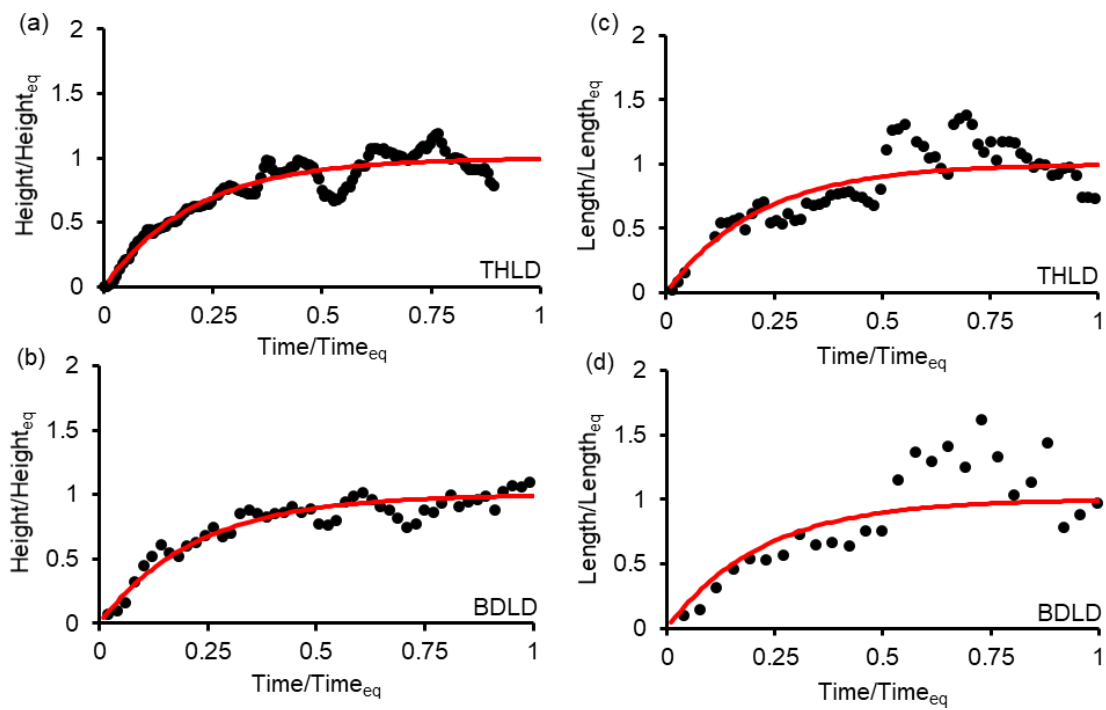 (a)
2
1.5
1
0.5
0
Height/Height_eq
0 0.25 0.5 0.75 1
Time/Time_eq
THLD
(c)
2
1.5
1
0.5
0
Length/Length_eq
0 0.25 0.5 0.75 1
Time/Time_eq
THLD
(b)
2
1.5
1
0.5
0
Height/Height_eq
0 0.25 0.5 0.75 1
Time/Time_eq
BDLD
(d)
2
1.5
1
0.5
0
Length/Length_eq
0 0.25 0.5 0.75 1
Time/Time_eq
BDLD